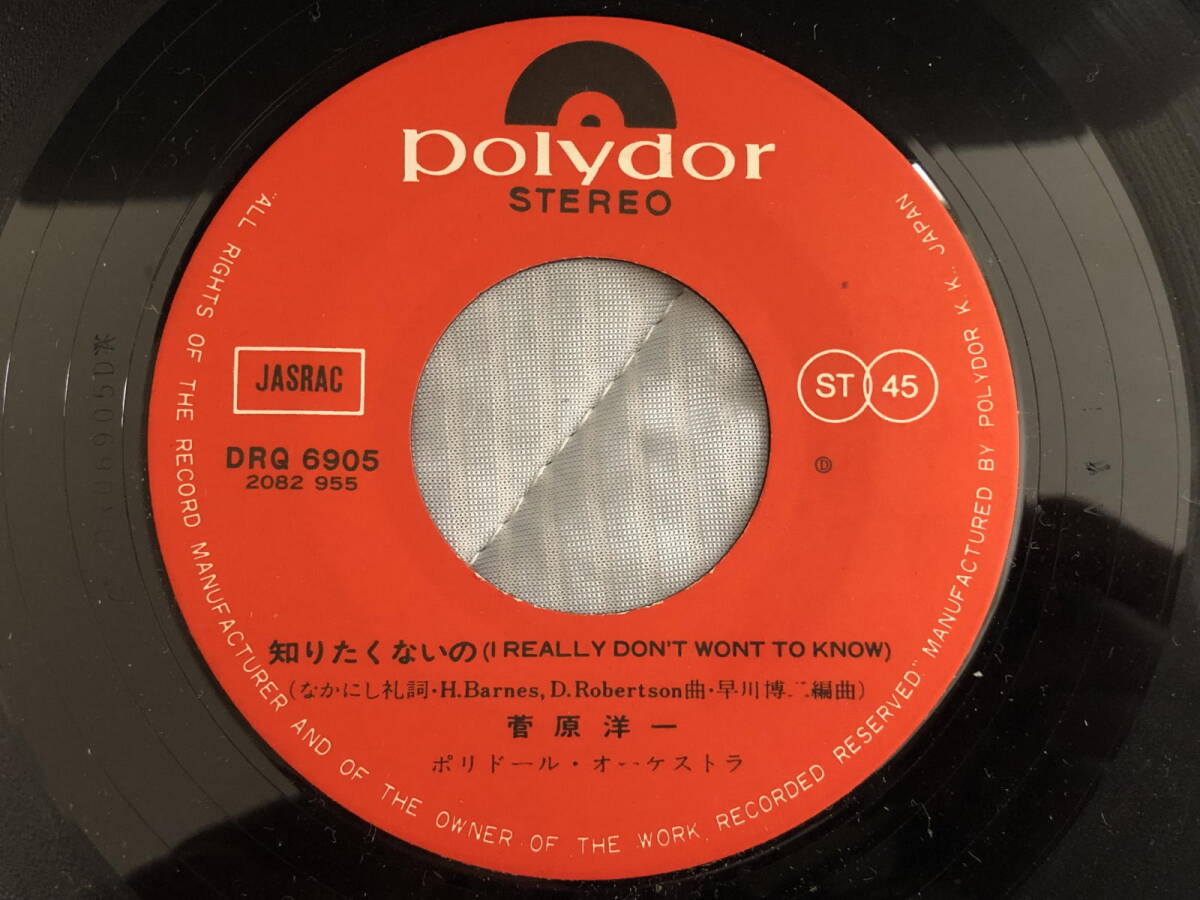 polydor
STEREO
"ALL RIGHTS OF THE RECORD MANUFACTURER AND OF THE OWNER OF THE WORK RECORDED RESERVED" MANUFACTURED BY POLYDOR K. K., JAPAN
JASRAC
ST 45
DRQ 6905
2082 955
Ⓓ
知りたくないの(I REALLY DON'T WONT TO KNOW)
(なかにし礼詞・H.Barnes, D.Robertson曲・早川博二編曲)
菅原洋一
ポリドール・オーケストラ